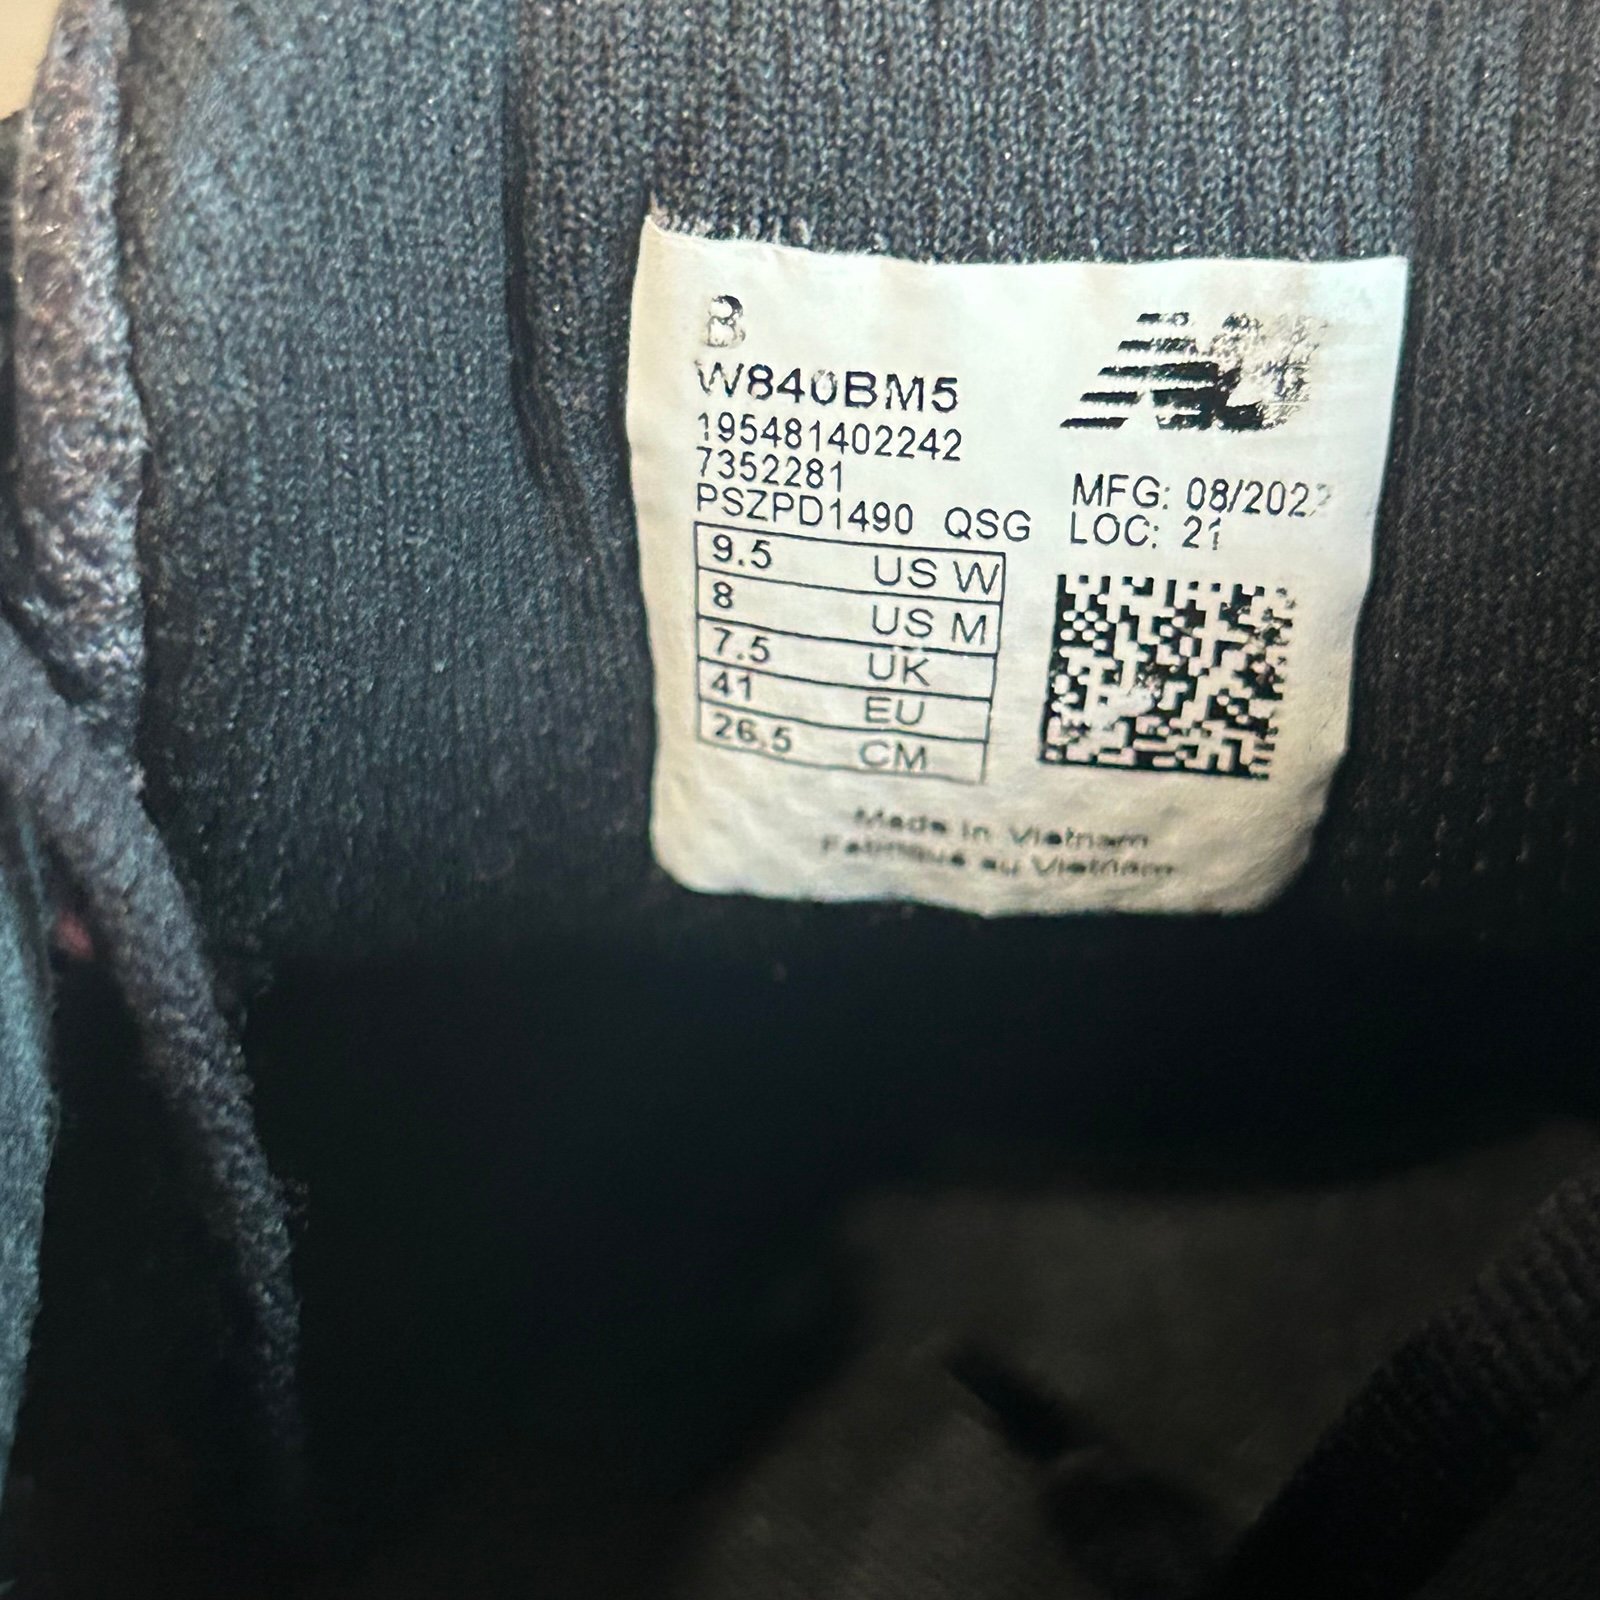 B
W840BM5
195481402242
7352281
PSZPD1490 QSG
MFG: 08/2022
LOC: 21
9.5 US W
8 US M
7.5 UK
41 EU
26.5 CM
Made in Vietnam
Fabriqué au Vietnam